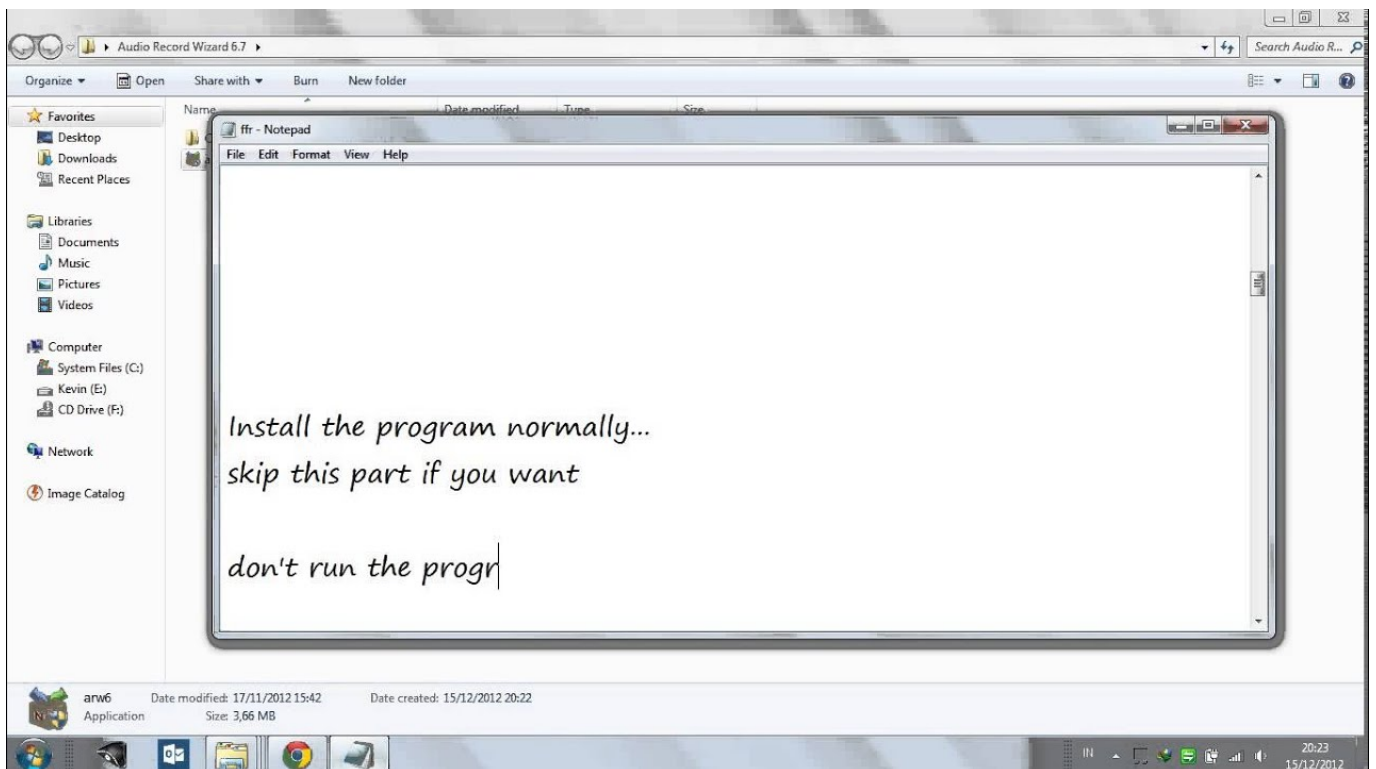 Audio Record Wizard 6.7
Search Audio R...
Organize
Open
Share with
Burn
New folder
Favorites
Desktop
Downloads
Recent Places
Libraries
Documents
Music
Pictures
Videos
Computer
System Files (C:)
Kevin (E:)
CD Drive (F:)
Network
Image Catalog
Name Date modified Type Size
ffr - Notepad
File Edit Format View Help
Install the program normally...
skip this part if you want
don't run the progr
arw6 Date modified: 17/11/2012 15:42 Date created: 15/12/2012 20:22
Application Size: 3,66 MB
IN
20:23
15/12/2012